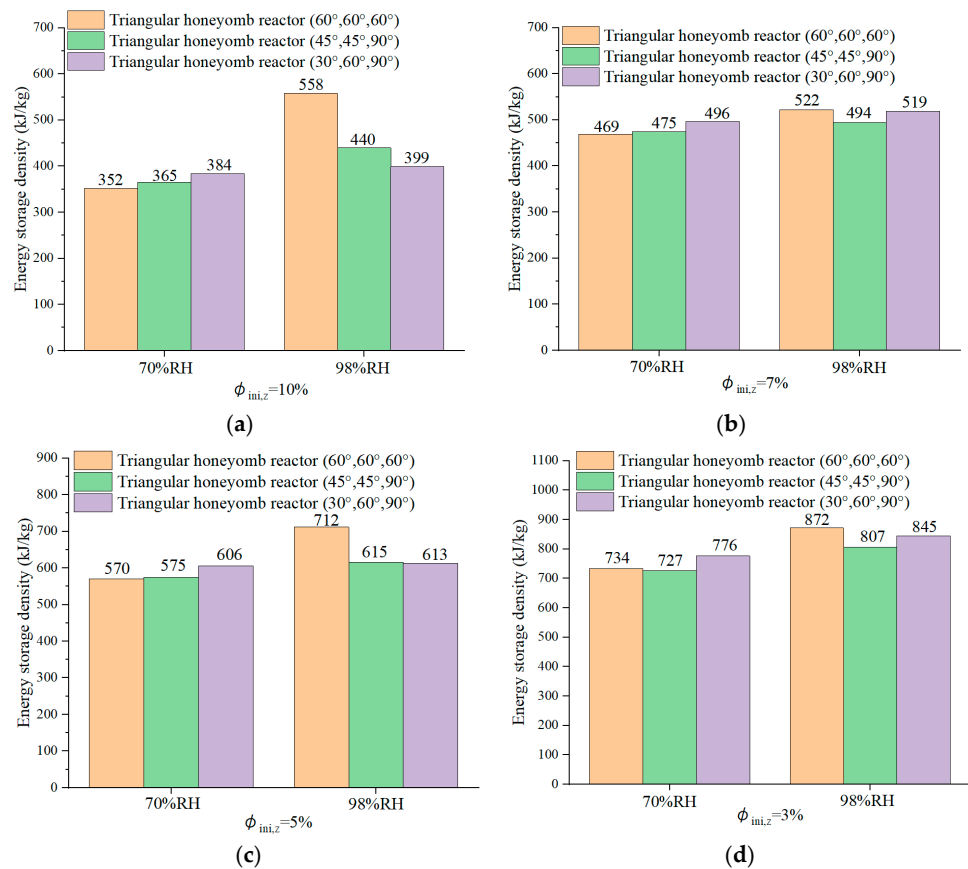 Triangular honeyomb reactor (60°,60°,60°)
Triangular honeyomb reactor (45°,45°,90°)
Triangular honeyomb reactor (30°,60°,90°)
Energy storage density (kJ/kg)
700
600
500
400
300
200
100
0
352
365
384
558
440
399
70%RH
98%RH
ϕ ini,z=10%
(a)
Triangular honeyomb reactor (60°,60°,60°)
Triangular honeyomb reactor (45°,45°,90°)
Triangular honeyomb reactor (30°,60°,90°)
Energy storage density (kJ/kg)
700
600
500
400
300
200
100
0
469
475
496
522
494
519
70%RH
98%RH
ϕ ini,z=7%
(b)
Triangular honeyomb reactor (60°,60°,60°)
Triangular honeyomb reactor (45°,45°,90°)
Triangular honeyomb reactor (30°,60°,90°)
Energy storage density (kJ/kg)
900
800
700
600
500
400
300
200
100
0
570
575
606
712
615
613
70%RH
98%RH
ϕ ini,z=5%
(c)
Triangular honeyomb reactor (60°,60°,60°)
Triangular honeyomb reactor (45°,45°,90°)
Triangular honeyomb reactor (30°,60°,90°)
Energy storage density (kJ/kg)
1100
1000
900
800
700
600
500
400
300
200
100
0
734
727
776
872
807
845
70%RH
98%RH
ϕ ini,z=3%
(d)